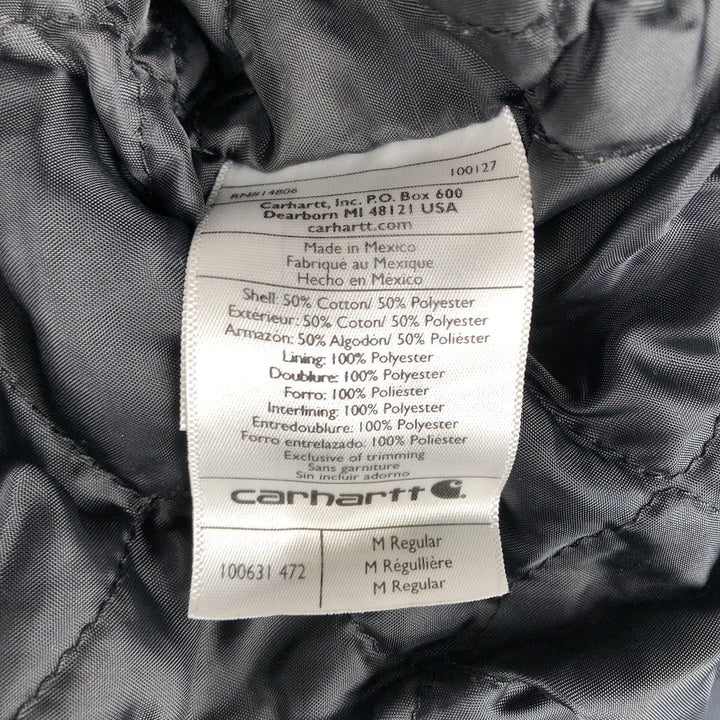 RN#14806 100127
Carhartt, Inc. P.O. Box 600
Dearborn MI 48121 USA
carhartt.com
Made in Mexico
Fabriqué au Mexique
Hecho en México
Shell: 50% Cotton/ 50% Polyester
Extérieur: 50% Coton/ 50% Polyester
Armazón: 50% Algodón/ 50% Poliéster
Lining: 100% Polyester
Doublure: 100% Polyester
Forro: 100% Poliéster
Interlining: 100% Polyester
Entredoublure: 100% Polyester
Forro entrelazado: 100% Poliéster
Exclusive of trimming
Sans garniture
Sin incluir adorno
carhartt
100631 472
M Regular
M Régullière
M Regular